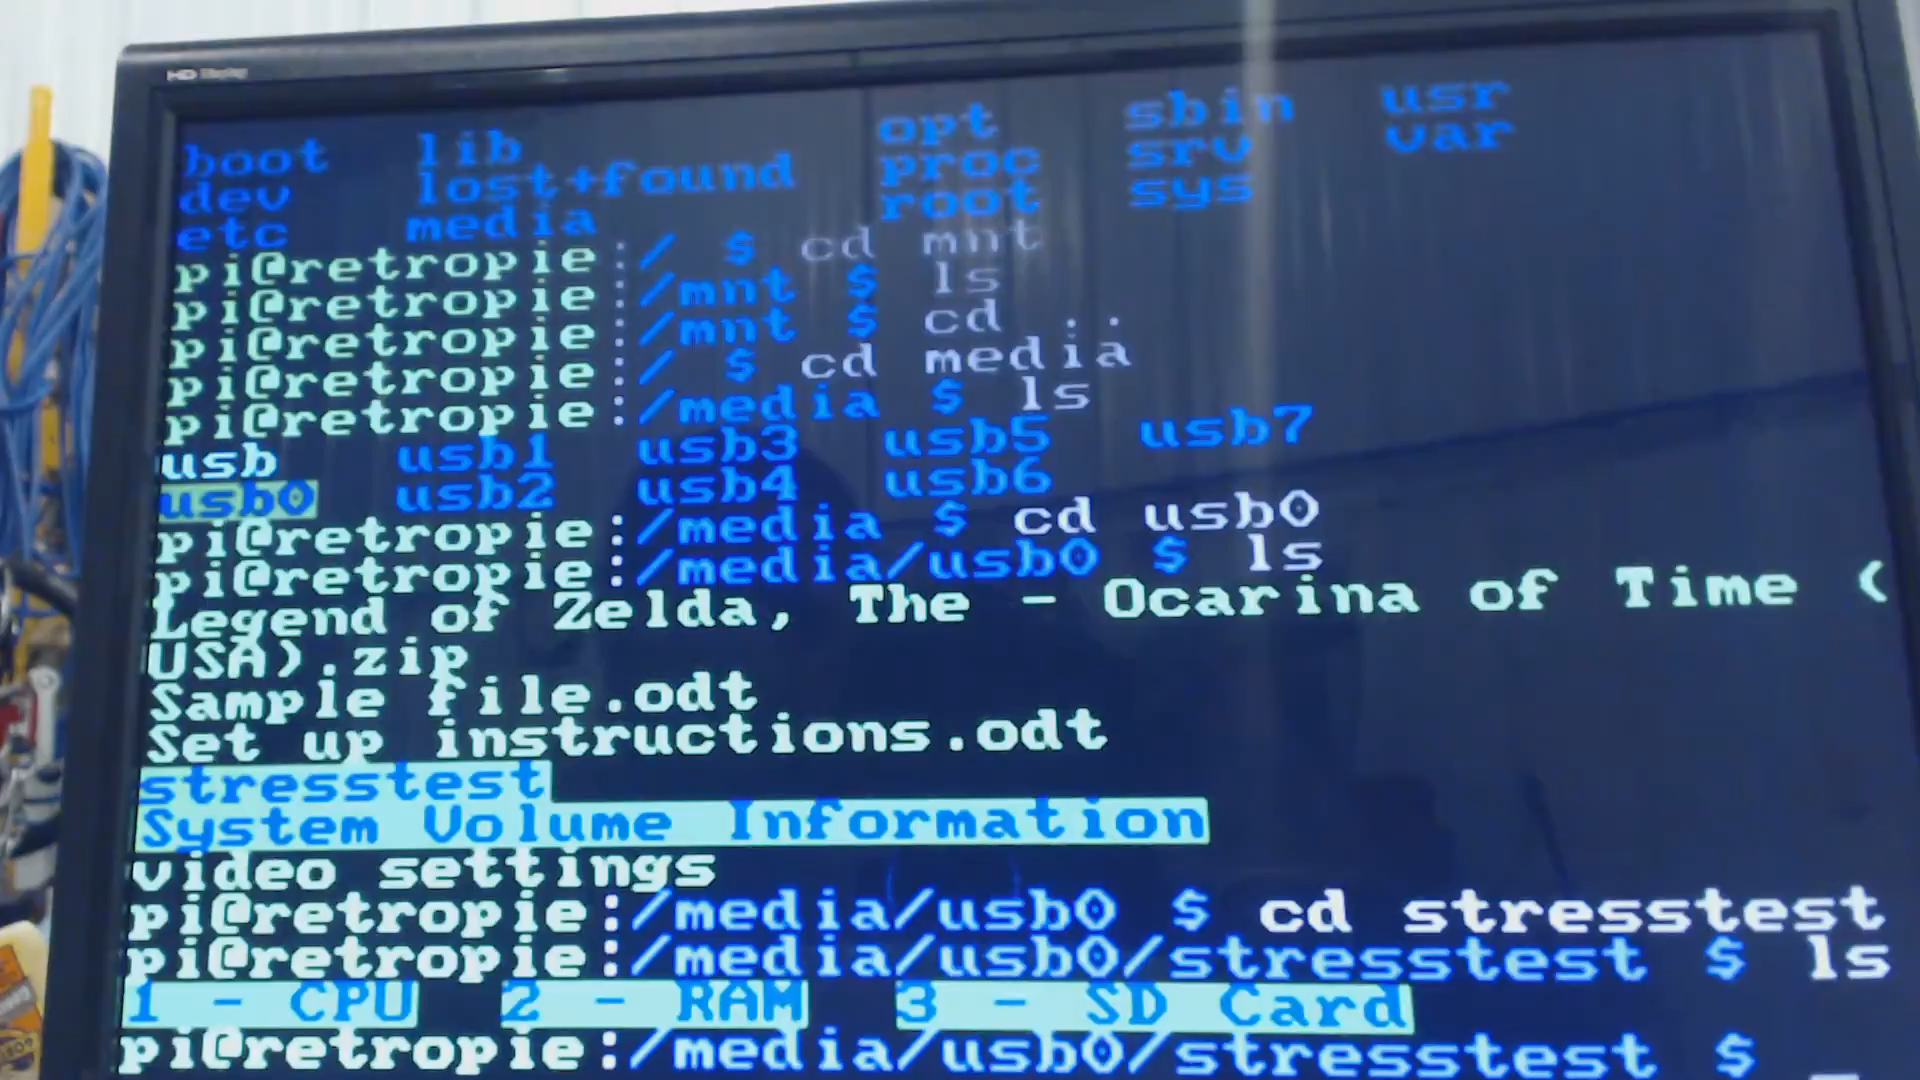 HD Display
boot lib opt sbin usr
dev lost+found proc srv var
etc media root sys
pi@retropie:/ $ cd mnt
pi@retropie:/mnt $ ls
pi@retropie:/mnt $ cd ..
pi@retropie:/ $ cd media
pi@retropie:/media $ ls
usb usb1 usb3 usb5 usb7
usb0 usb2 usb4 usb6
pi@retropie:/media $ cd usb0
pi@retropie:/media/usb0 $ ls
Legend of Zelda, The - Ocarina of Time (
USA).zip
Sample file.odt
Set up instructions.odt
stresstest
System Volume Information
video settings
pi@retropie:/media/usb0 $ cd stresstest
pi@retropie:/media/usb0/stresstest $ ls
1 - CPU 2 - RAM 3 - SD Card
pi@retropie:/media/usb0/stresstest $ _